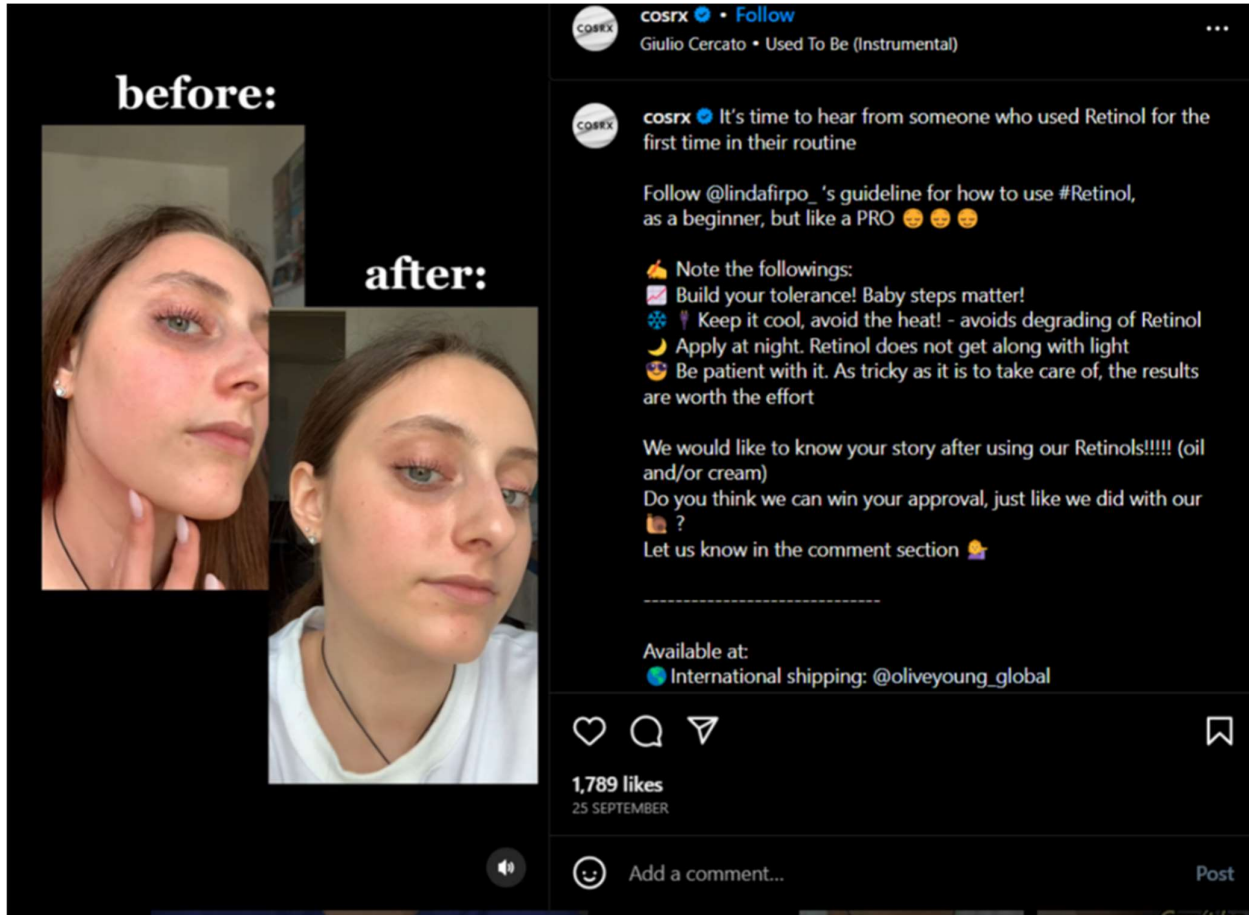 before:
after:
COSRX
cosrx • Follow
Giulio Cercato • Used To Be (Instrumental)
COSRX
cosrx It's time to hear from someone who used Retinol for the
first time in their routine
Follow @lindafirpo_ 's guideline for how to use #Retinol,
as a beginner, but like a PRO
Note the followings:
Build your tolerance! Baby steps matter!
Keep it cool, avoid the heat! - avoids degrading of Retinol
Apply at night. Retinol does not get along with light
Be patient with it. As tricky as it is to take care of, the results
are worth the effort
We would like to know your story after using our Retinols!!!!! (oil
and/or cream)
Do you think we can win your approval, just like we did with our
?
Let us know in the comment section
------------------------------
Available at:
International shipping: @oliveyoung_global
1,789 likes
25 SEPTEMBER
Add a comment...
Post